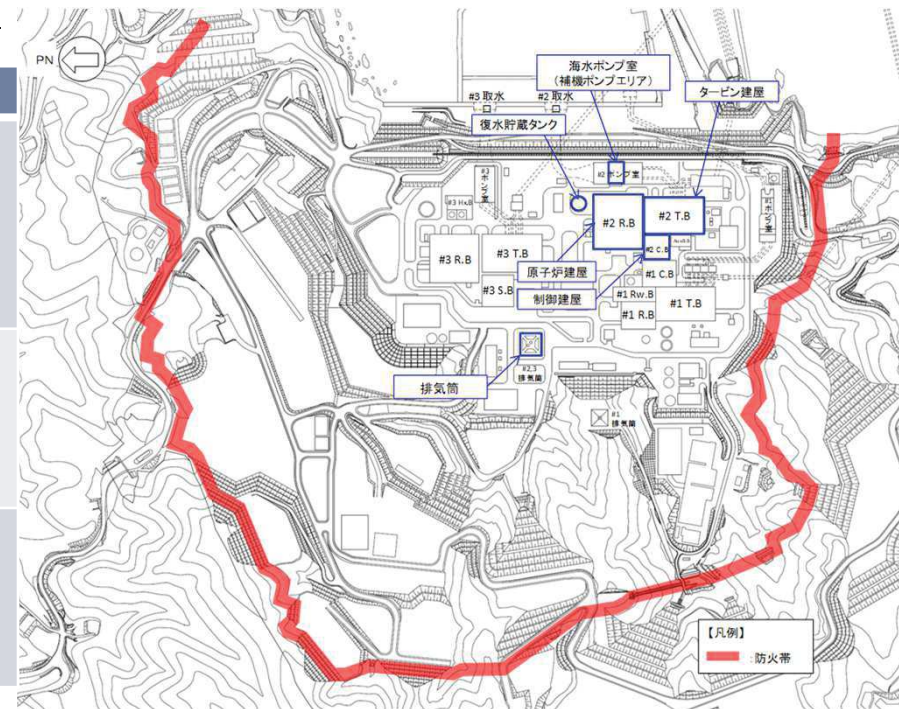 PN
海水ポンプ室
(補機ポンプエリア)
タービン建屋
#3 取水
#2 取水
復水貯蔵タンク
#3 ポンプ室
#2 ポンプ室
#1 ポンプ室
#3 Hx.B
#2 R.B
#2 T.B
#2 C.B
#3 R.B
#3 T.B
原子炉建屋
#1 C.B
#3 S.B
制御建屋
#1 Rw.B
#1 T.B
#1 R.B
#2,3
排気筒
排気筒
#1
排気筒
【凡例】
:防火帯